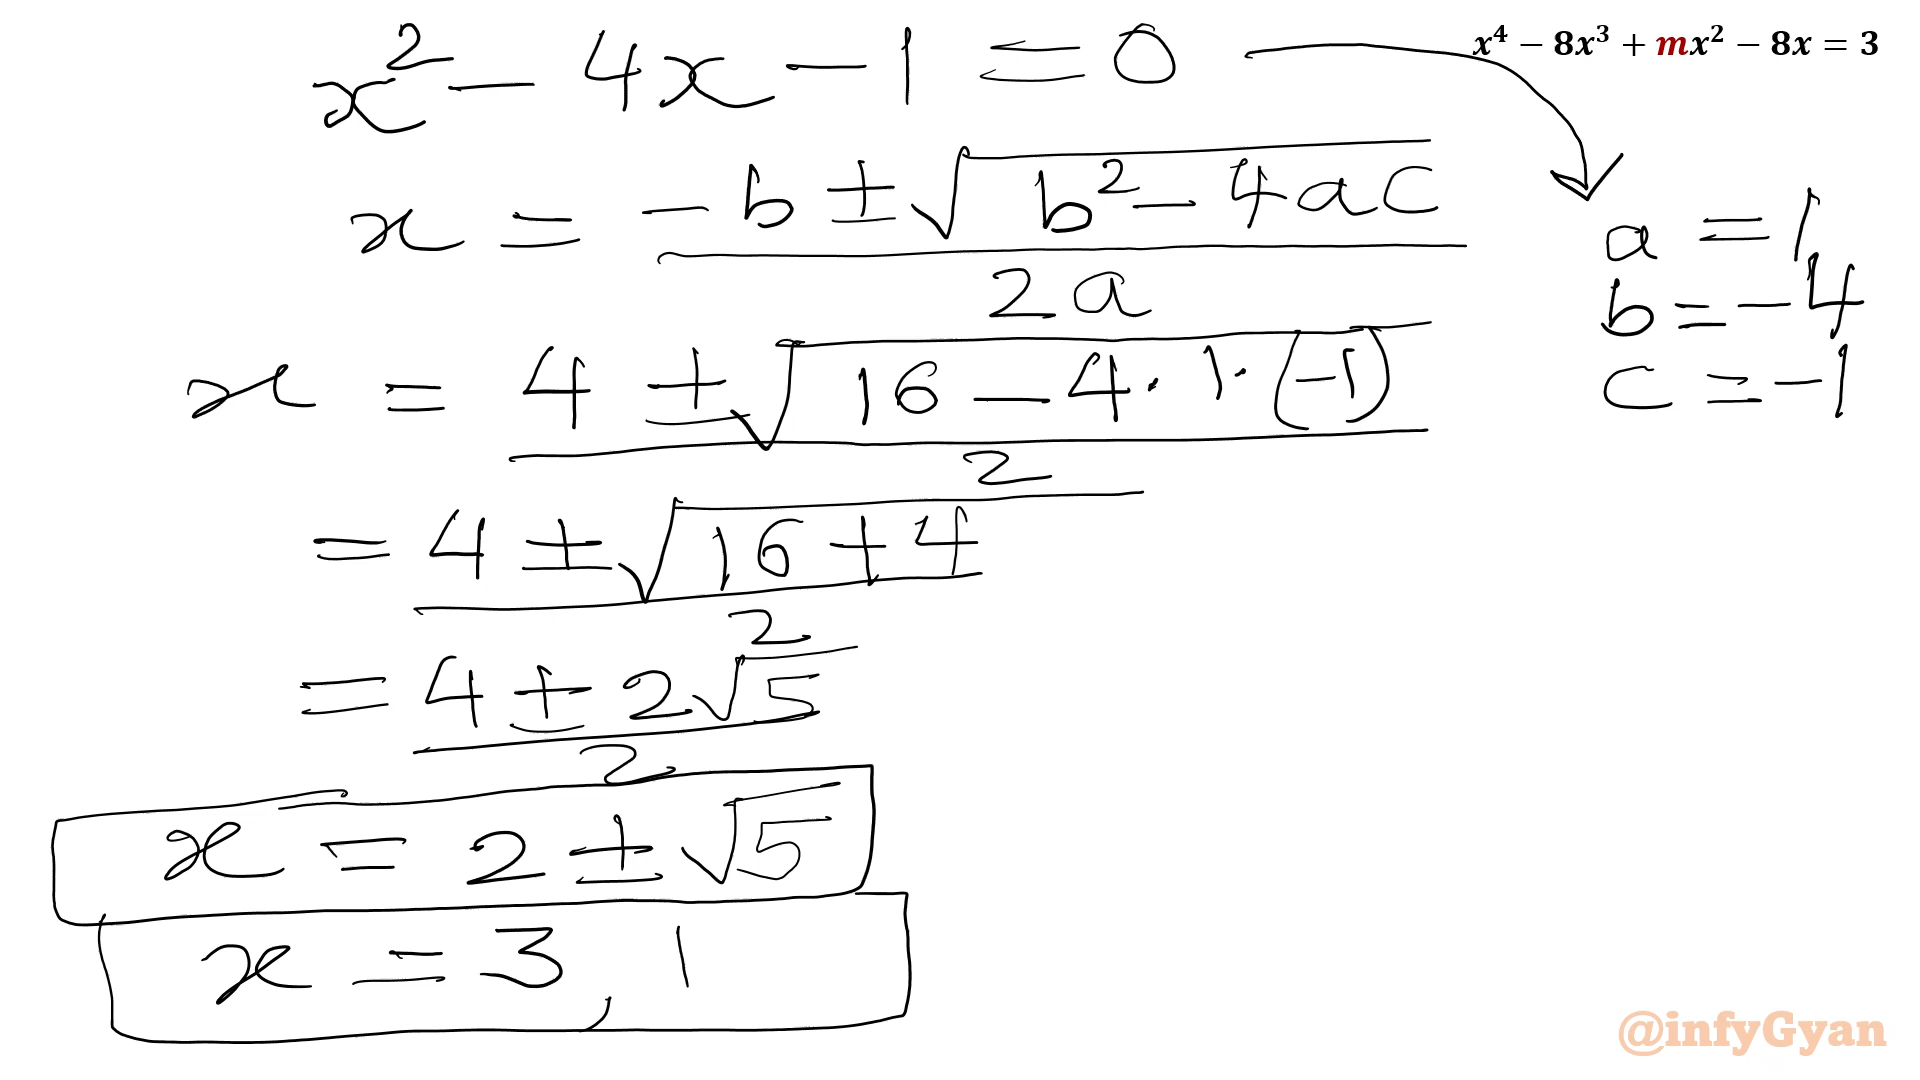 x² - 4x - 1 = 0
x⁴ − 8x³ + mx² − 8x = 3
x = -b ± √(b² - 4ac) / 2a
a = 1
b = -4
c = -1
x = 4 ± √(16 - 4 · 1 · (-1)) / 2
= 4 ± √(16 + 4) / 2
= 4 ± 2√5 / 2
x = 2 ± √5
x = 3, 1
@infyGyan